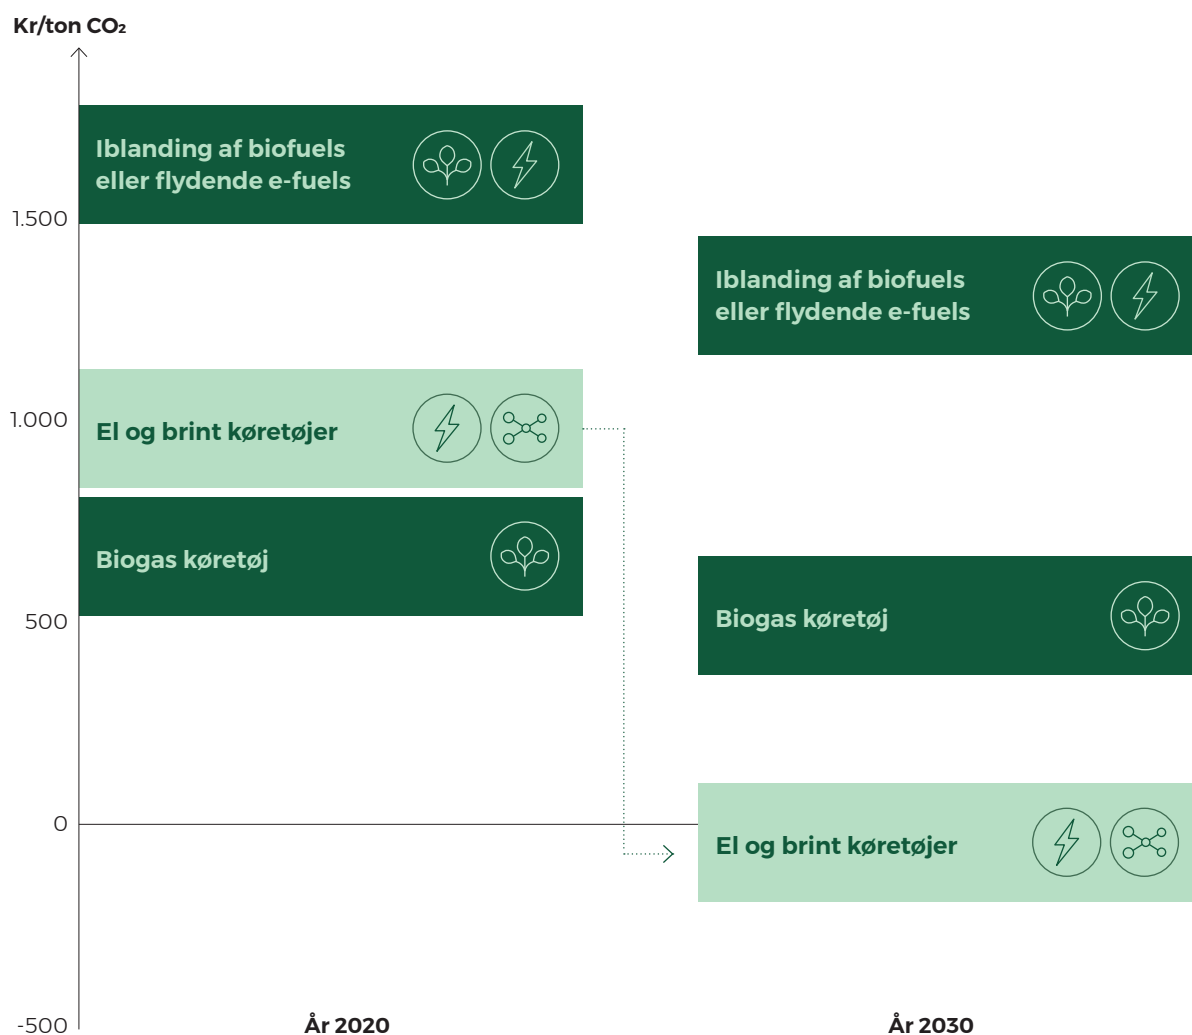 Kr/ton CO₂
Iblanding af biofuels
eller flydende e-fuels
1.500
Iblanding af biofuels
eller flydende e-fuels
1.000
El og brint køretøjer
Biogas køretøj
500
Biogas køretøj
0
El og brint køretøjer
-500
År 2020
År 2030